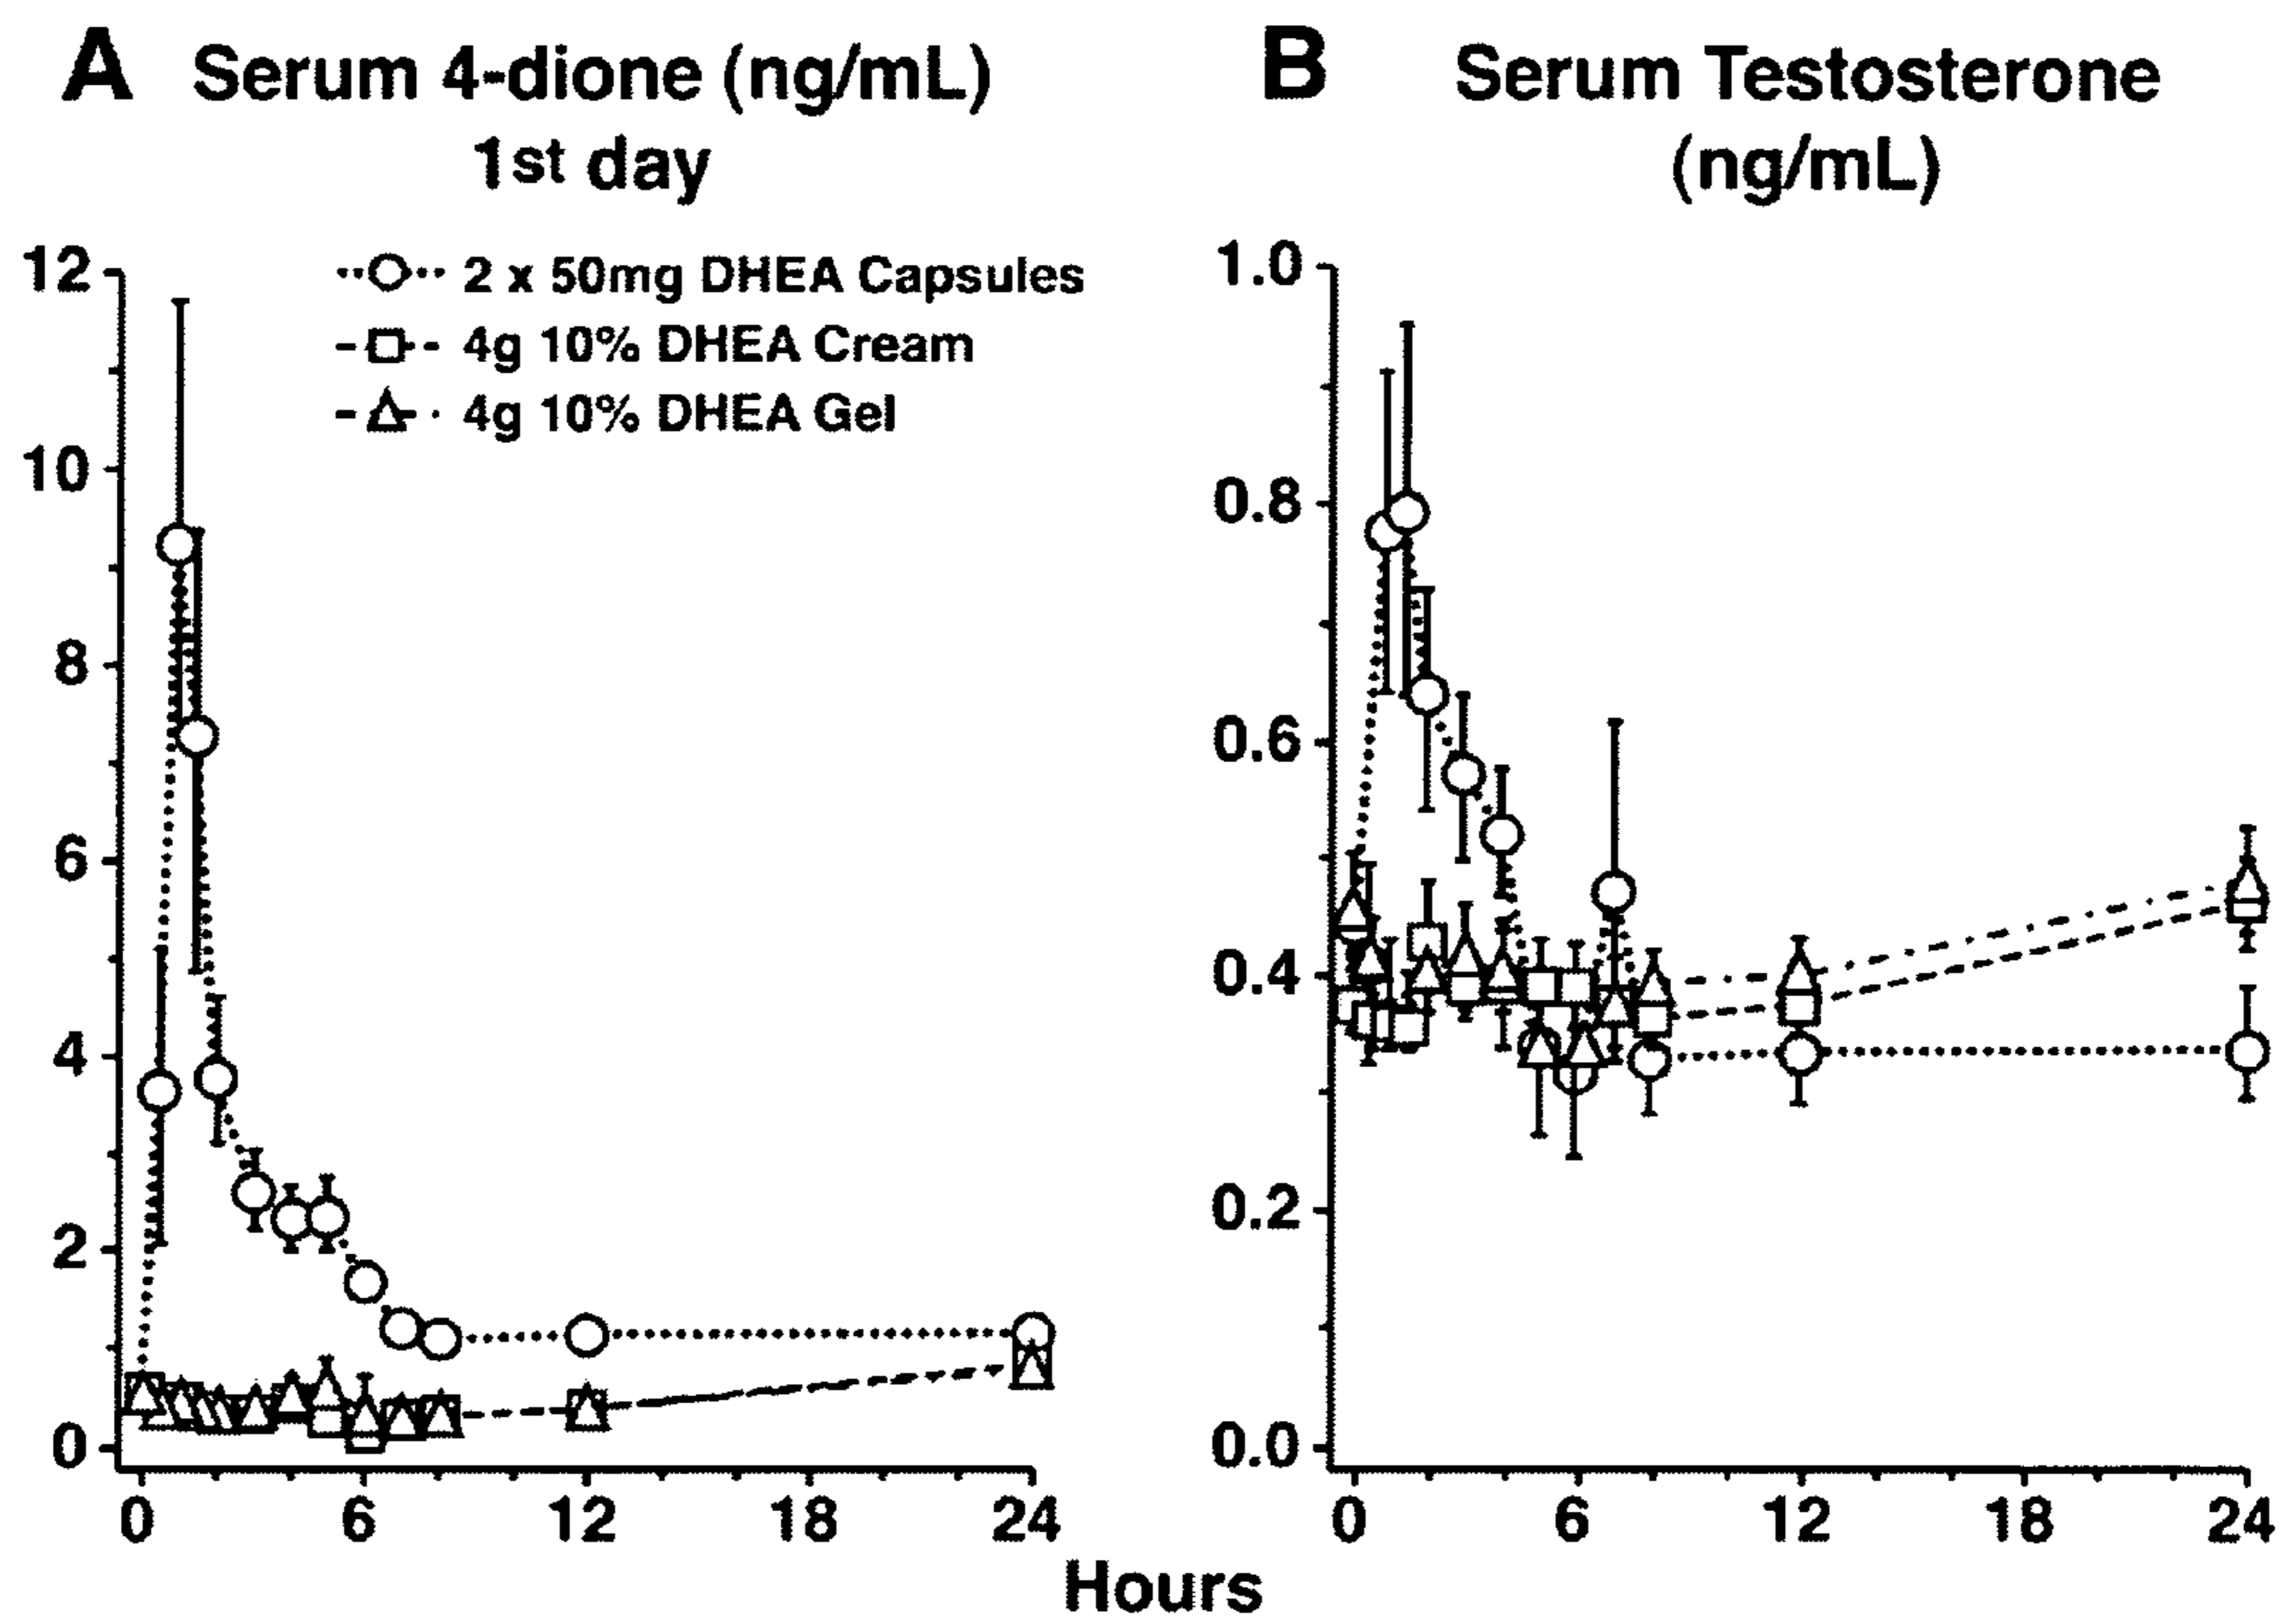 A Serum 4-dione (ng/mL)
1st day
12
10
8
6
4
2
0
2 x 50mg DHEA Capsules
4g 10% DHEA Cream
4g 10% DHEA Gel
0 6 12 18 24
B Serum Testosterone
(ng/mL)
1.0
0.8
0.6
0.4
0.2
0.0
0 6 12 18 24
Hours